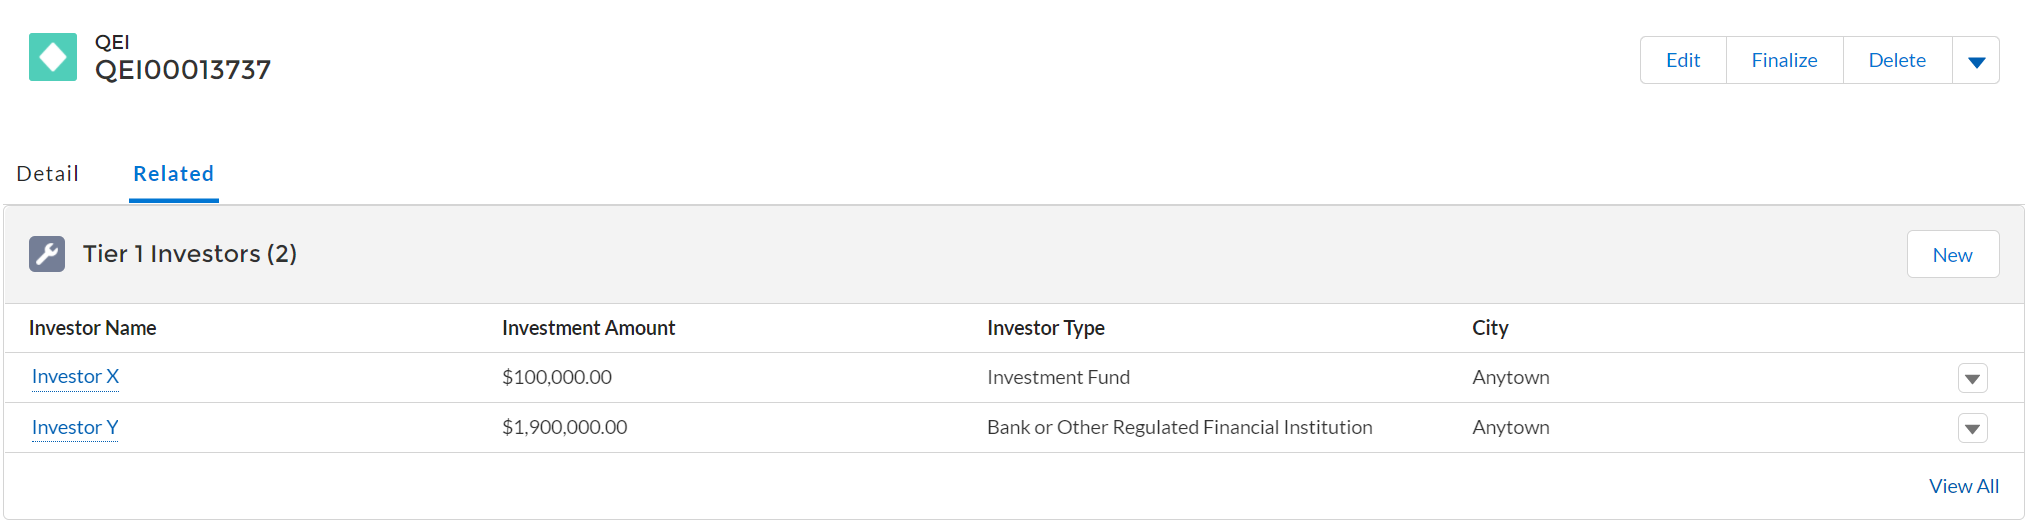 QEI
QEI00013737
Edit Finalize Delete
Detail Related
Tier 1 Investors (2) New
Investor Name Investment Amount Investor Type City
Investor X $100,000.00 Investment Fund Anytown
Investor Y $1,900,000.00 Bank or Other Regulated Financial Institution Anytown
View All